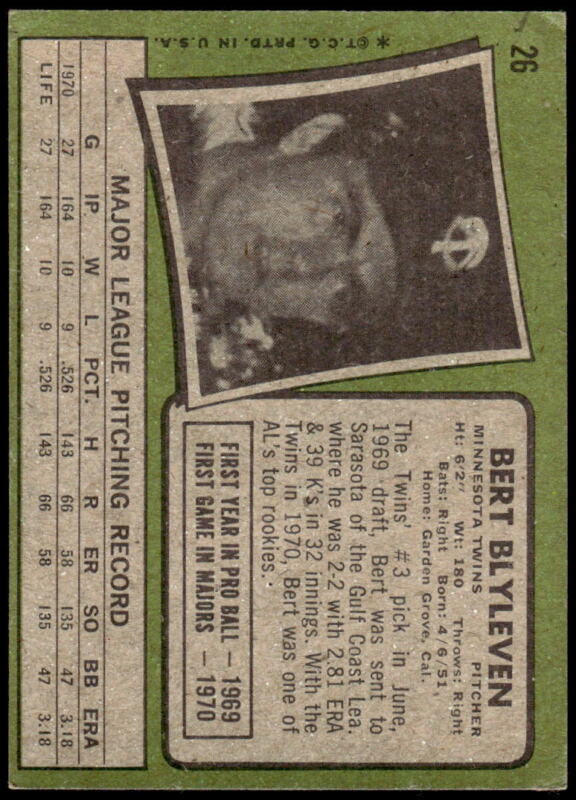 26
BERT BLYLEVEN
MINNESOTA TWINS PITCHER
Ht: 6'2" Wt: 180 Throws: Right
Bats: Right Born: 4/6/51,
Home: Garden Grove, Cal.
The Twins' #3 pick in June,
1969 draft, Bert was sent to
Sarasota of the Gulf Coast Lea.
where he was 2-2 with 2.81 ERA
& 39 K's in 32 innings. With the
Twins in 1970, Bert was one of
AL's top rookies.
FIRST YEAR IN PRO BALL — 1969
FIRST GAME IN MAJORS — 1970
MAJOR LEAGUE PITCHING RECORD
G IP W L PCT. H R ER SO BB ERA
1970 27 164 10 9 .526 143 66 58 135 47 3.18
LIFE 27 164 10 9 .526 143 66 58 135 47 3.18
* © T.C.G. PRTD. IN U.S.A.